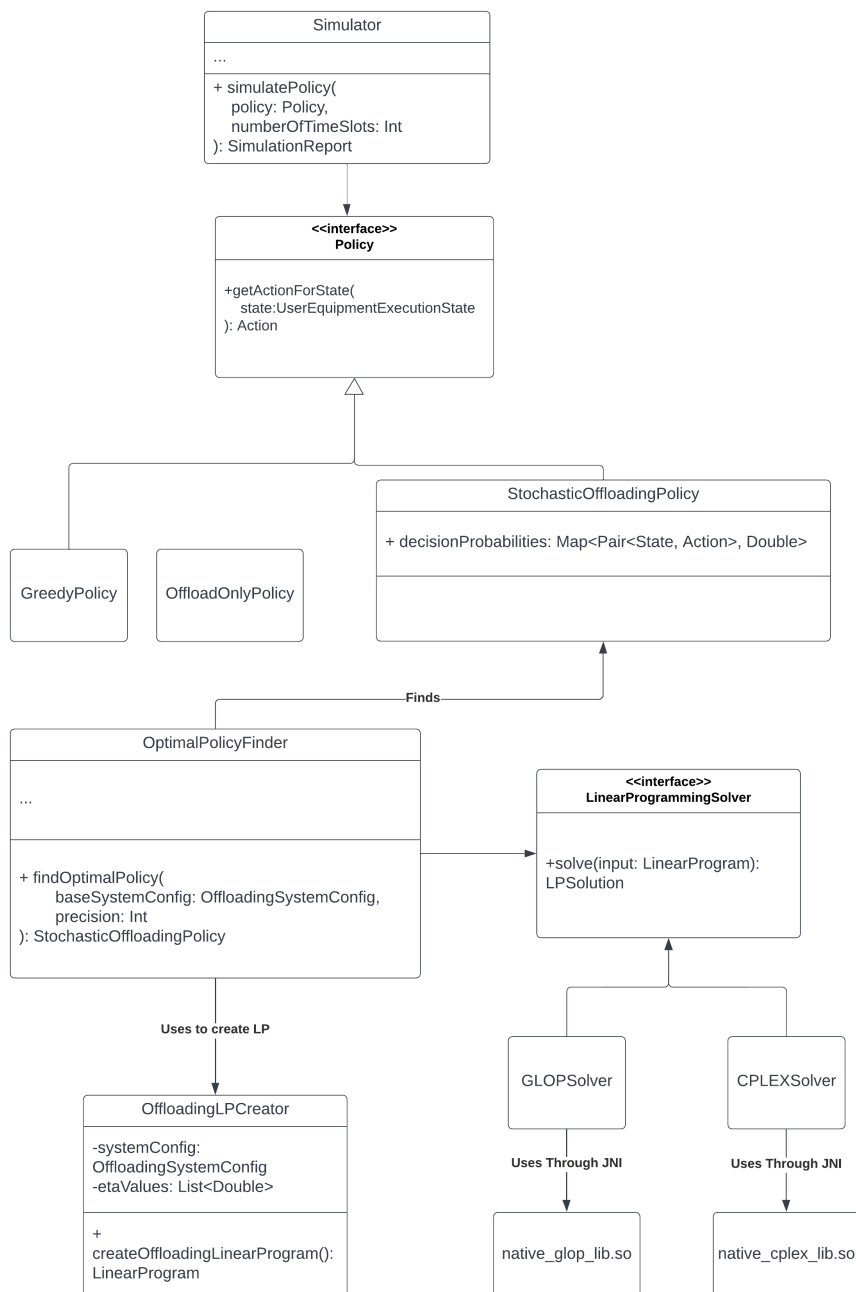 Simulator
...
+ simulatePolicy(
policy: Policy,
numberOfTimeSlots: Int
): SimulationReport
<<interface>>
Policy
+getActionForState(
state:UserEquipmentExecutionState
): Action
StochasticOffloadingPolicy
+ decisionProbabilities: Map<Pair<State, Action>, Double>
GreedyPolicy
OffloadOnlyPolicy
Finds
OptimalPolicyFinder
...
+ findOptimalPolicy(
baseSystemConfig: OffloadingSystemConfig,
precision: Int
): StochasticOffloadingPolicy
<<interface>>
LinearProgrammingSolver
+solve(input: LinearProgram):
LPSolution
Uses to create LP
GLOPSolver
CPLEXSolver
OffloadingLPCreator
-systemConfig:
OffloadingSystemConfig
-etaValues: List<Double>
+
createOffloadingLinearProgram():
LinearProgram
Uses Through JNI
Uses Through JNI
native_glop_lib.so
native_cplex_lib.so